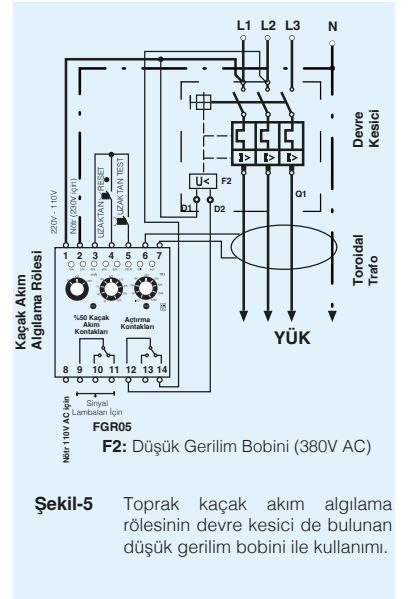 L1 L2 L3 N
Devre
Kesici
U< F2
I> I> I>
D1 D2
Q1
220V - 110V
Nötr (230V için)
UZAKTAN RESET
UZAKTAN TEST
1 2 3 4 5 6 7
Kaçak Akım
Algılama Rölesi
Toroidal
Trafo
%50 Kaçak
Akım
Kontakları
Açtırma
Kontakları
YÜK
8 9 10 11 12 13 14
Nötr 110V AC için
Sinyal
Lambaları İçin
FGR05
F2: Düşük Gerilim Bobini (380V AC)
Şekil-5 Toprak kaçak akım algılama
rölesinin devre kesici de bulunan
düşük gerilim bobini ile kullanımı.